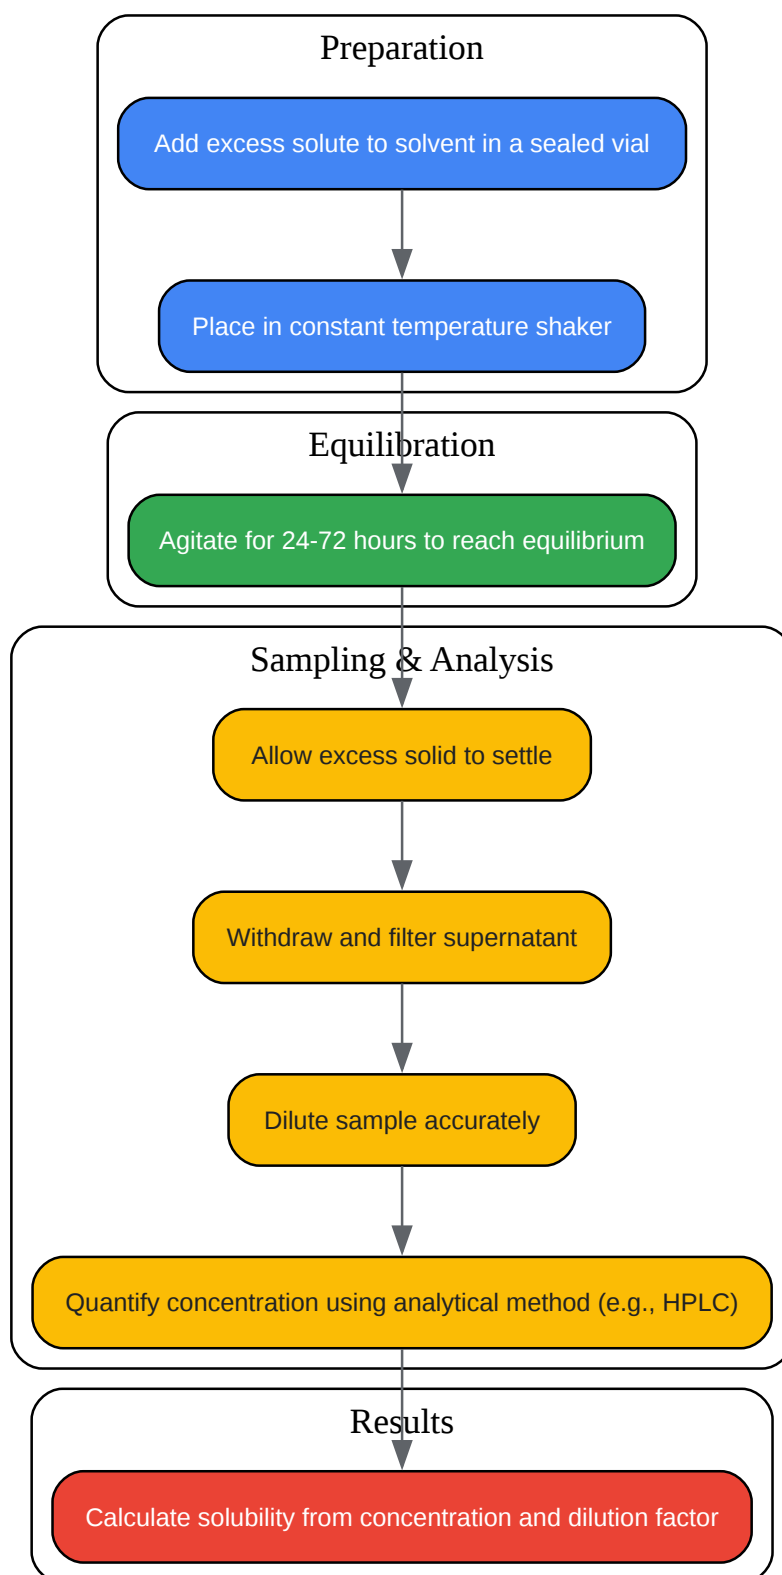 Preparation
Add excess solute to solvent in a sealed vial
Place in constant temperature shaker
Equilibration
Agitate for 24-72 hours to reach equilibrium
Sampling & Analysis
Allow excess solid to settle
Withdraw and filter supernatant
Dilute sample accurately
Quantify concentration using analytical method (e.g., HPLC)
Results
Calculate solubility from concentration and dilution factor